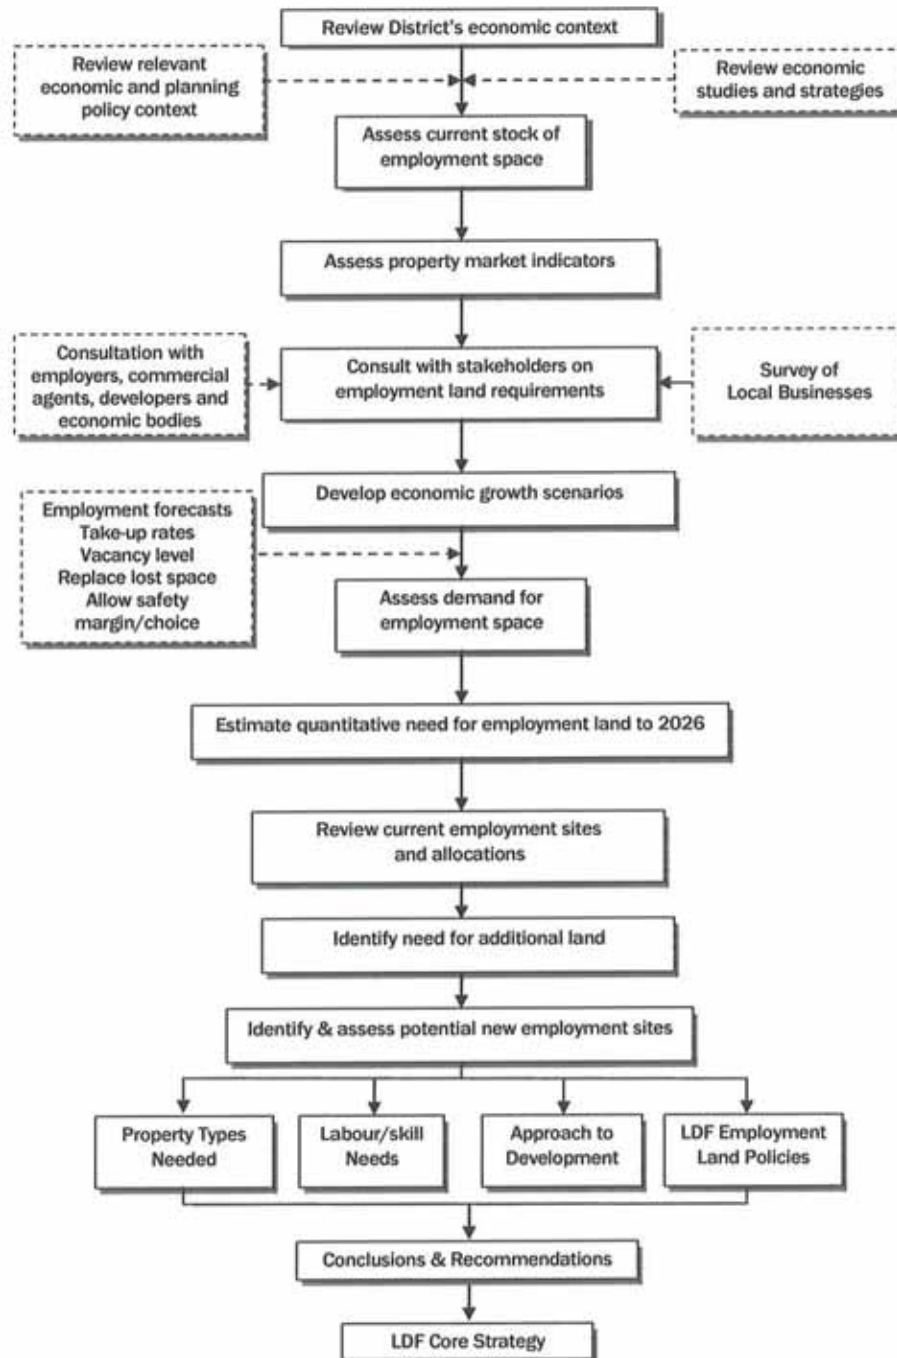 Review District's economic context
Review relevant
economic and planning
policy context
Review economic
studies and strategies
Assess current stock of
employment space
Assess property market indicators
Consultation with
employers, commercial
agents, developers and
economic bodies
Consult with stakeholders on
employment land requirements
Survey of
Local Businesses
Develop economic growth scenarios
Employment forecasts
Take-up rates
Vacancy level
Replace lost space
Allow safety
margin/choice
Assess demand for
employment space
Estimate quantitative need for employment land to 2026
Review current employment sites
and allocations
Identify need for additional land
Identify & assess potential new employment sites
Property Types
Needed
Labour/skill
Needs
Approach to
Development
LDF Employment
Land Policies
Conclusions & Recommendations
LDF Core Strategy